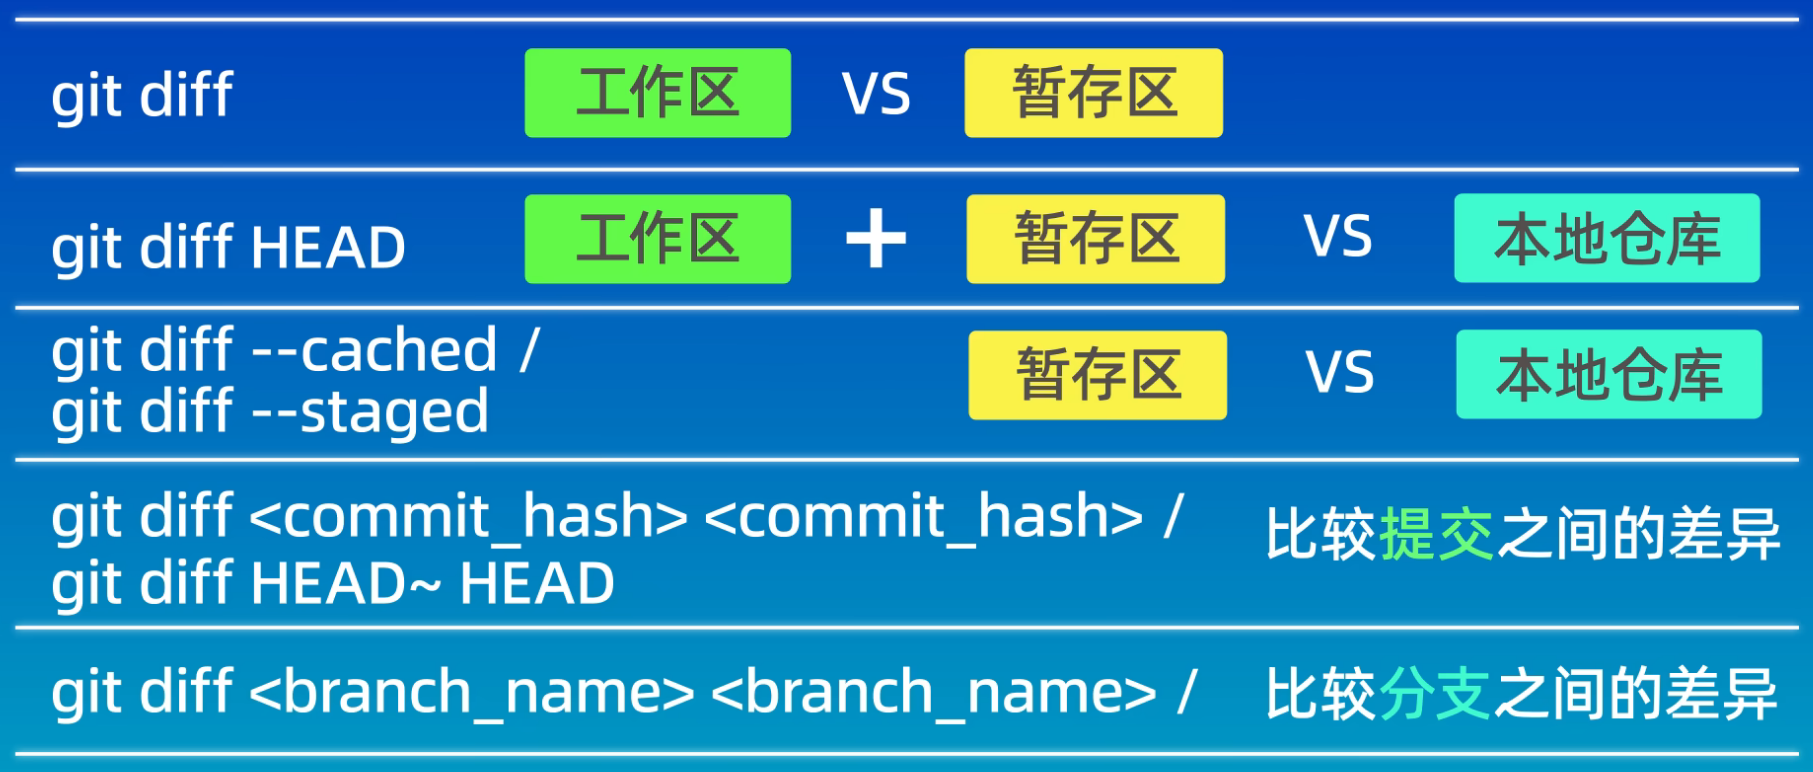 git diff 工作区 VS 暂存区
git diff HEAD 工作区 + 暂存区 VS 本地仓库
git diff --cached /
git diff --staged
暂存区 VS 本地仓库
git diff <commit_hash> <commit_hash> /
git diff HEAD~ HEAD
比较提交之间的差异
git diff <branch_name> <branch_name> / 比较分支之间的差异